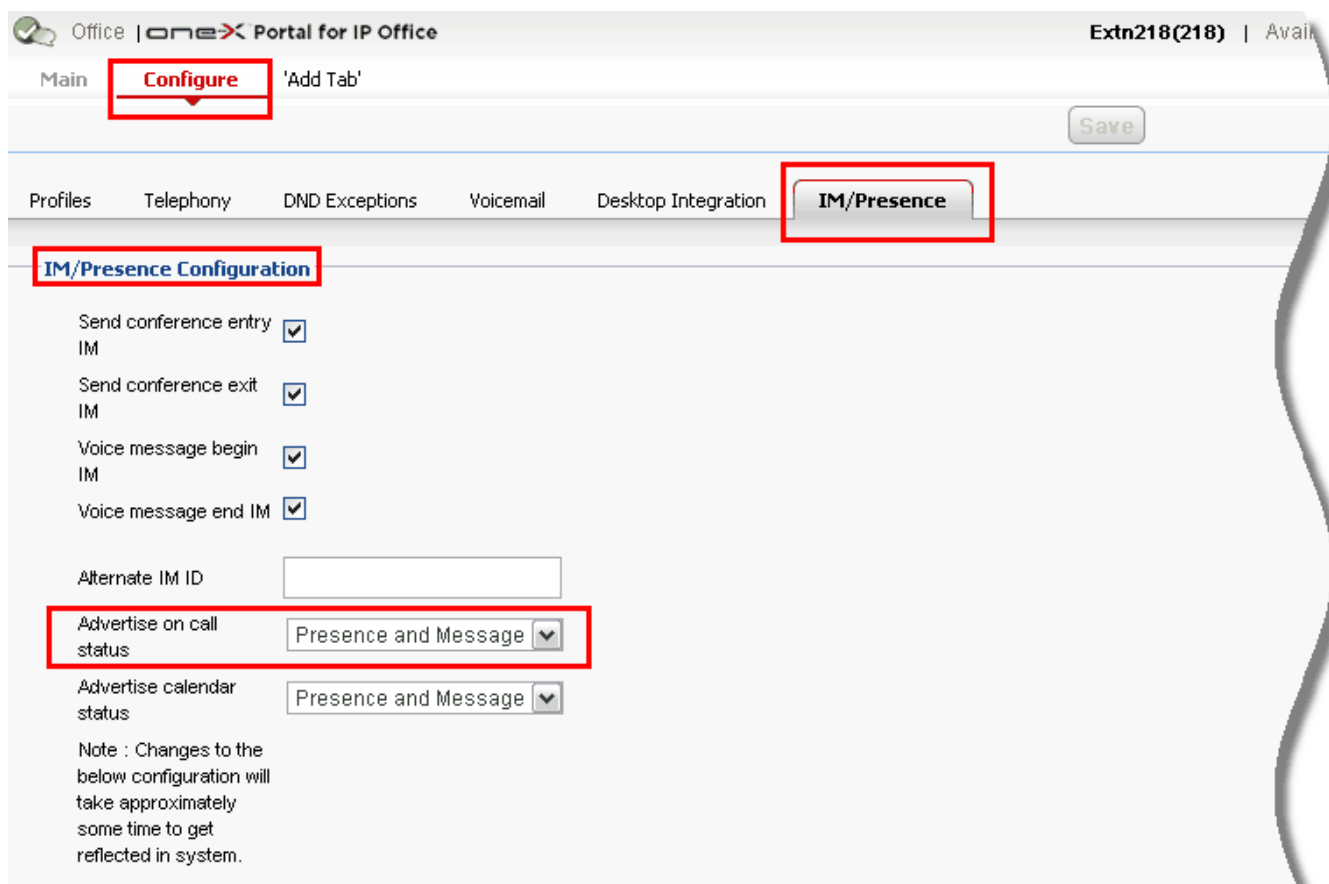 Office | one-X Portal for IP Office Extn218(218) | Avail
Main Configure 'Add Tab'
Save
Profiles Telephony DND Exceptions Voicemail Desktop Integration IM/Presence
IM/Presence Configuration
Send conference entry
IM
Send conference exit
IM
Voice message begin
IM
Voice message end IM
Alternate IM ID
Advertise on call
status
Presence and Message
Advertise calendar
status
Presence and Message
Note : Changes to the
below configuration will
take approximately
some time to get
reflected in system.